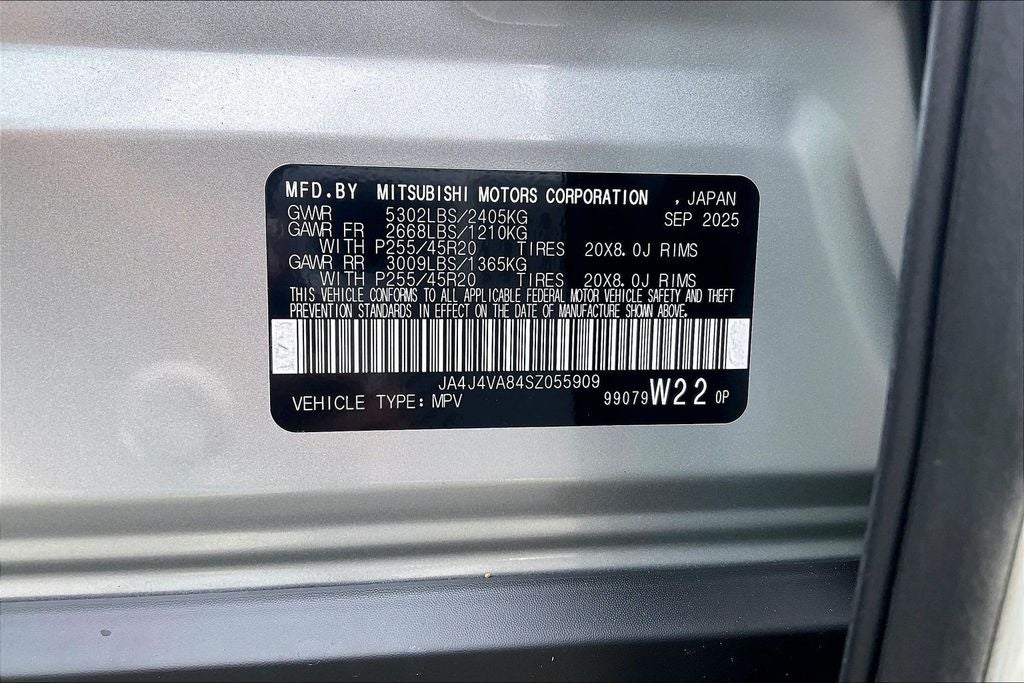 MFD.BY MITSUBISHI MOTORS CORPORATION , JAPAN
GWWR 5302LBS/2405KG SEP 2025
GAWR FR 2668LBS/1210KG
WITH P255/45R20 TIRES 20X8.0J RIMS
GAWR RR 3009LBS/1365KG
WITH P255/45R20 TIRES 20X8.0J RIMS
THIS VEHICLE CONFORMS TO ALL APPLICABLE FEDERAL MOTOR VEHICLE SAFETY AND THEFT
PREVENTION STANDARDS IN EFFECT ON THE DATE OF MANUFACTURE SHOWN ABOVE.
JA4J4VA84SZ055909
VEHICLE TYPE: MPV 99079 W22 0P